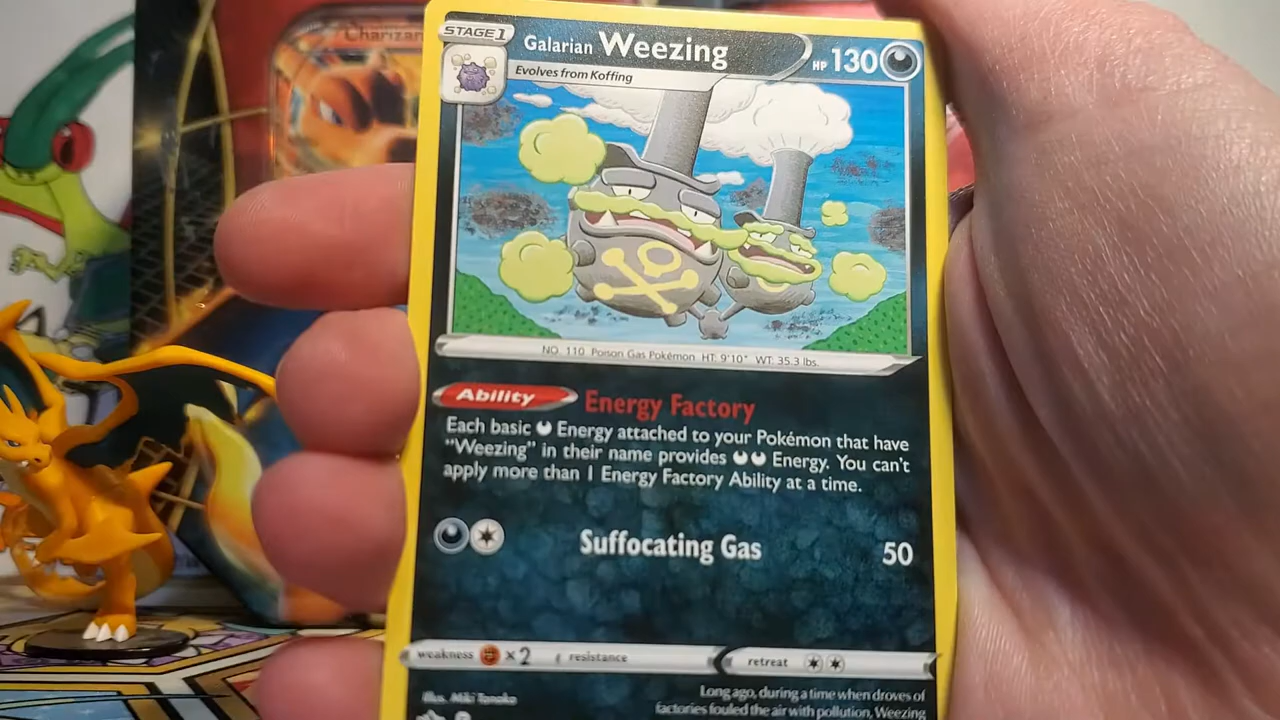 Charizar
STAGE 1
Galarian Weezing
HP 130
Evolves from Koffing
NO. 110 Poison Gas Pokémon HT: 9'10" WT: 35.3 lbs.
Ability Energy Factory
Each basic Energy attached to your Pokémon that have
"Weezing" in their name provides Energy. You can't
apply more than 1 Energy Factory Ability at a time.
Suffocating Gas 50
weakness ×2 resistance retreat
Illus. Miki Tanaka
Long ago, during a time when droves of
factories fouled the air with pollution, Weezing